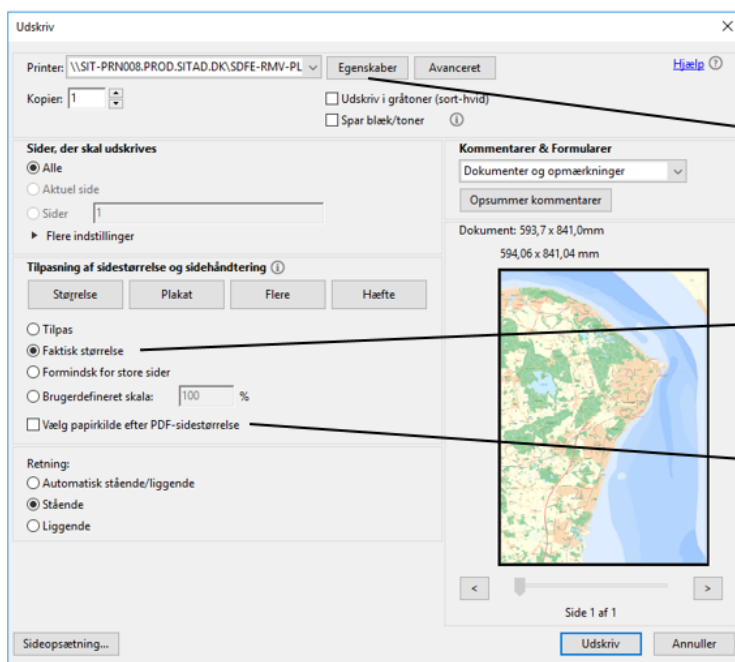 Udskriv
Printer: \\SIT-PRN008.PROD.SITAD.DK\SDFE-RMV-PL Egenskaber Avanceret Hjælp
Kopier: 1 Udskriv i gråtoner (sort-hvid)
Spar blæk/toner
Sider, der skal udskrives
Alle
Aktuel side
Sider 1
Flere indstillinger
Tilpasning af sidestørrelse og sidehåndtering
Størrelse Plakat Flere Hæfte
Tilpas
Faktisk størrelse
Formindsk for store sider
Brugerdefineret skala: 100 %
Vælg papirkilde efter PDF-sidestørrelse
Retning:
Automatisk stående/liggende
Stående
Liggende
Kommentarer & Formularer
Dokumenter og opmærkninger
Opsummer kommentarer
Dokument: 593,7 x 841,0mm
594,06 x 841,04 mm
< >
Side 1 af 1
Sideopsætning... Udskriv Annuller